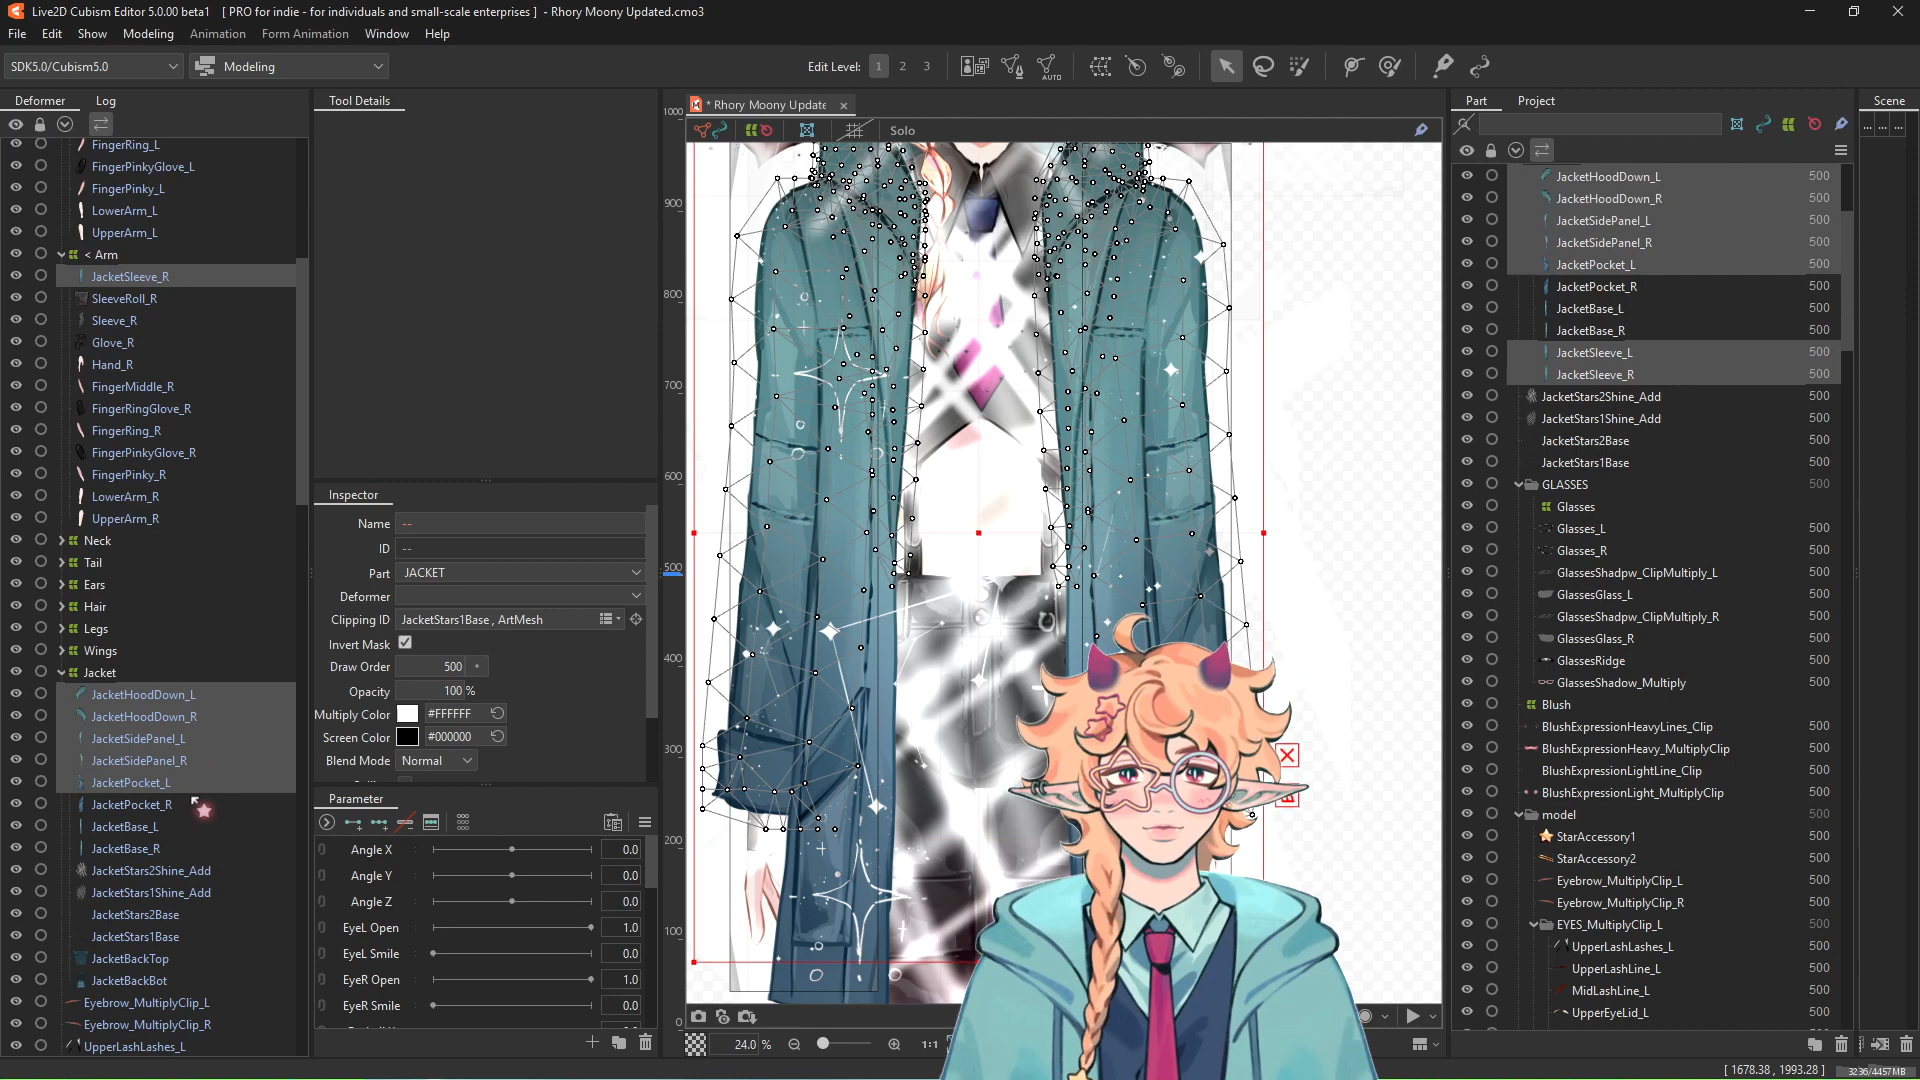 Live2D Cubism Editor 5.0.00 beta1 [ PRO for indie - for individuals and small-scale enterprises ] - Rhory Moony Updated.cmo3
File Edit Show Modeling Animation Form Animation Window Help
SDK5.0/Cubism5.0 Modeling Edit Level: 1 2 3 AUTO
Deformer Log
FingerRing_L
FingerPinkyGlove_L
FingerPinky_L
LowerArm_L
UpperArm_L
< Arm
JacketSleeve_R
SleeveRoll_R
Sleeve_R
Glove_R
Hand_R
FingerMiddle_R
FingerRingGlove_R
FingerRing_R
FingerPinkyGlove_R
FingerPinky_R
LowerArm_R
UpperArm_R
Neck
Tail
Ears
Hair
Legs
Wings
Jacket
JacketHoodDown_L
JacketHoodDown_R
JacketSidePanel_L
JacketSidePanel_R
JacketPocket_L
JacketPocket_R
JacketBase_L
JacketBase_R
JacketStars2Shine_Add
JacketStars1Shine_Add
JacketStars2Base
JacketStars1Base
JacketBackTop
JacketBackBot
Eyebrow_MultiplyClip_L
Eyebrow_MultiplyClip_R
UpperLashLashes_L
Tool Details
Inspector
Name --
ID --
Part JACKET
Deformer
Clipping ID JacketStars1Base , ArtMesh
Invert Mask
Draw Order 500
Opacity 100 %
Multiply Color #FFFFFF
Screen Color #000000
Blend Mode Normal
Parameter
Angle X 0.0
Angle Y 0.0
Angle Z 0.0
EyeL Open 1.0
EyeL Smile 0.0
EyeR Open 1.0
EyeR Smile 0.0
* Rhory Moony Update
Solo
1000
900
800
700
600
500
400
300
200
100
0
24.0 % 1:1
Part Project
JacketHoodDown_L 500
JacketHoodDown_R 500
JacketSidePanel_L 500
JacketSidePanel_R 500
JacketPocket_L 500
JacketPocket_R 500
JacketBase_L 500
JacketBase_R 500
JacketSleeve_L 500
JacketSleeve_R 500
JacketStars2Shine_Add 500
JacketStars1Shine_Add 500
JacketStars2Base 500
JacketStars1Base 500
GLASSES 500
Glasses
Glasses_L 500
Glasses_R 500
GlassesShadpw_ClipMultiply_L 500
GlassesGlass_L 500
GlassesShadow_ClipMultiply_R 500
GlassesGlass_R 500
GlassesRidge 500
GlassesShadow_Multiply 500
Blush
BlushExpressionHeavyLines_Clip 500
BlushExpressionHeavy_MultiplyClip 500
BlushExpressionLightLine_Clip 500
BlushExpressionLight_MultiplyClip 500
model 500
StarAccessory1 500
StarAccessory2 500
Eyebrow_MultiplyClip_L 500
Eyebrow_MultiplyClip_R 500
EYES_MultiplyClip_L 500
UpperLashLashes_L 500
UpperLashLine_L 500
MidLashLine_L 500
UpperEyeLid_L 500
Scene
... ... ...
[ 1678.38 , 1993.28 ] 3236/4457MB